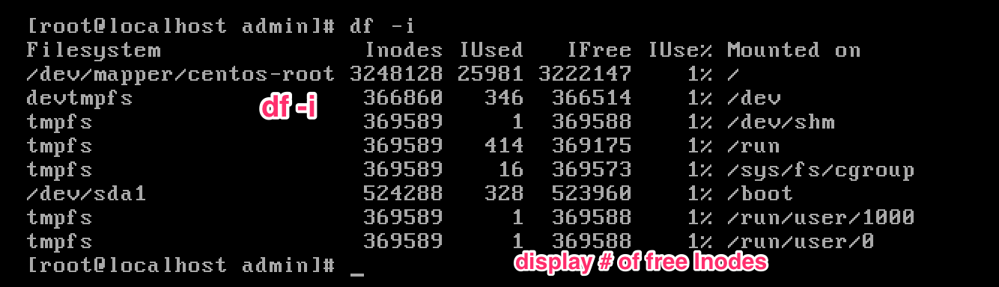 [root@localhost admin]# df -i
Filesystem Inodes IUsed IFree IUse% Mounted on
/dev/mapper/centos-root 3248128 25981 3222147 1% /
devtmpfs 366860 346 366514 1% /dev
df -i
tmpfs 369589 1 369588 1% /dev/shm
tmpfs 369589 414 369175 1% /run
tmpfs 369589 16 369573 1% /sys/fs/cgroup
/dev/sda1 524288 328 523960 1% /boot
tmpfs 369589 1 369588 1% /run/user/1000
tmpfs 369589 1 369588 1% /run/user/0
display # of free Inodes
[root@localhost admin]# _